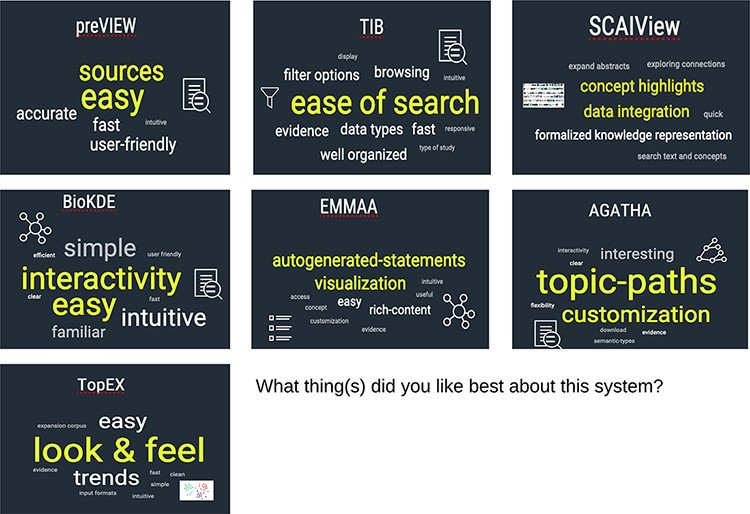 preVIEW
sources
easy
accurate
fast
intuitive
user-friendly
TIB
display
filter options
browsing
intuitive
ease of search
evidence
data types
fast
responsive
well organized
type of study
SCAIView
expand abstracts
exploring connections
concept highlights
data integration
quick
formalized knowledge representation
search text and concepts
BioKDE
efficient
simple
user friendly
interactivity
clear
easy
fast
familiar
intuitive
EMMAA
autogenerated-statements
visualization
intuitive
access
easy
useful
concept
rich-content
customization
evidence
AGATHA
interactivity
clear
interesting
topic-paths
flexibility
customization
download
evidence
semantic-types
TopEX
expansion corpus
easy
look & feel
evidence
trends
fast
clean
simple
input formats
intuitive
What thing(s) did you like best about this system?